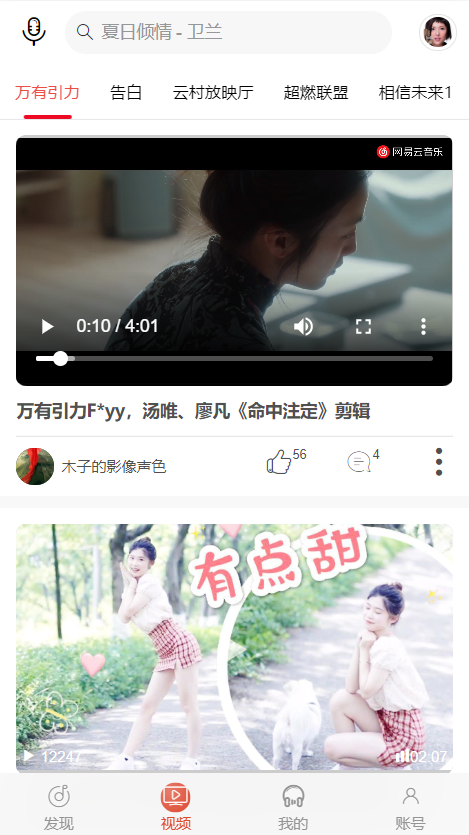 夏日倾情 - 卫兰
万有引力 告白 云村放映厅 超燃联盟 相信未来1
网易云音乐
0:10 / 4:01
万有引力F*yy，汤唯、廖凡《命中注定》剪辑
木子的影像声色 56 4
有点甜
12247 02:07
发现 视频 我的 账号